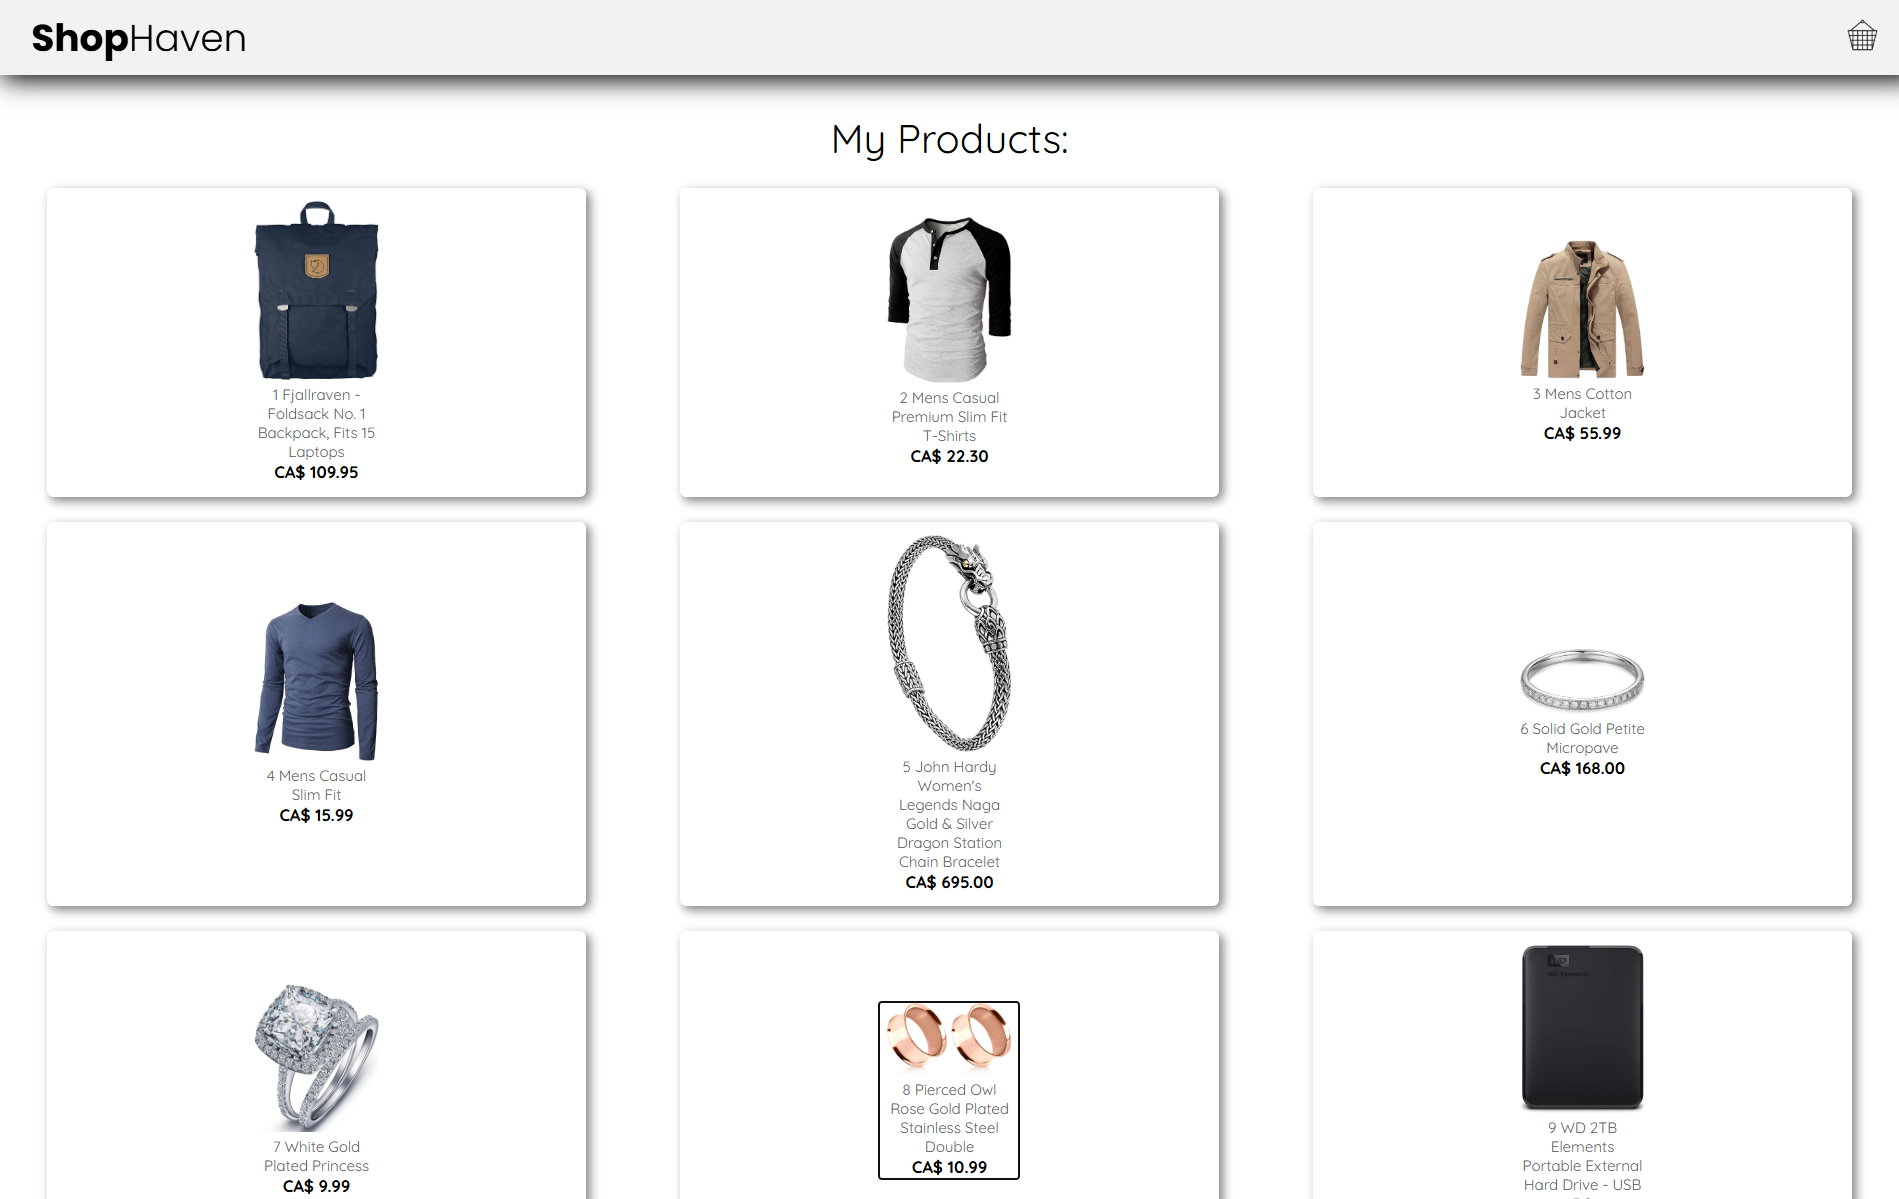 ShopHaven
My Products:
1 Fjallraven -
Foldsack No. 1
Backpack, Fits 15
Laptops
CA$ 109.95
2 Mens Casual
Premium Slim Fit
T-Shirts
CA$ 22.30
3 Mens Cotton
Jacket
CA$ 55.99
4 Mens Casual
Slim Fit
CA$ 15.99
5 John Hardy
Women's
Legends Naga
Gold & Silver
Dragon Station
Chain Bracelet
CA$ 695.00
6 Solid Gold Petite
Micropave
CA$ 168.00
7 White Gold
Plated Princess
CA$ 9.99
8 Pierced Owl
Rose Gold Plated
Stainless Steel
Double
CA$ 10.99
WD Elements
9 WD 2TB
Elements
Portable External
Hard Drive - USB